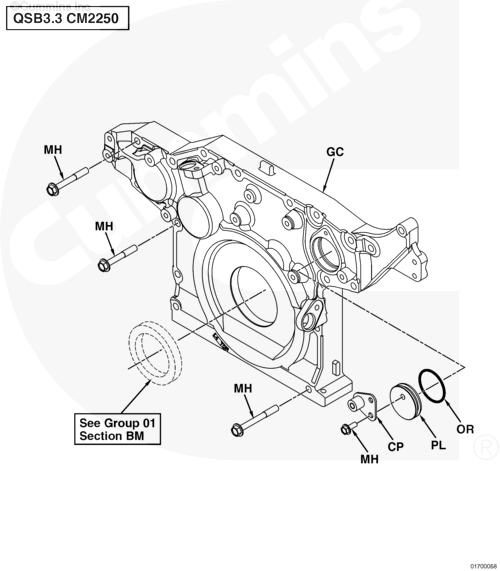 ©Cummins Inc
QSB3.3 CM2250
Cummins
MH
GC
MH
MH
See Group 01
Section BM
MH
CP
PL
OR
®
01700068